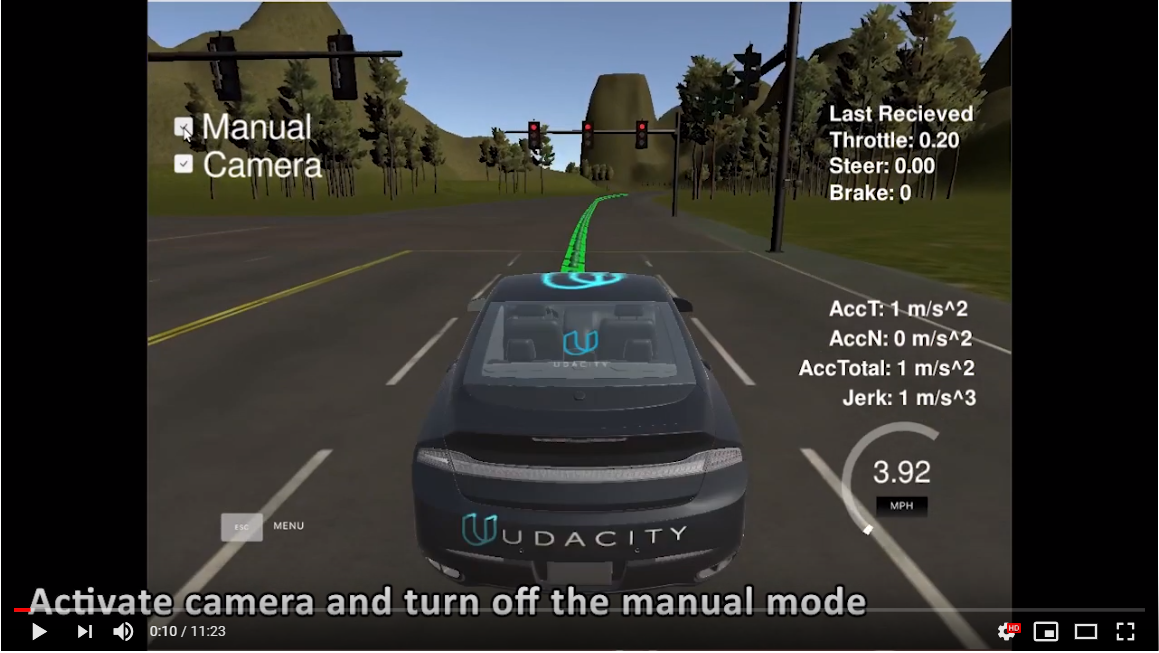 Manual
Camera
Last Recieved
Throttle: 0.20
Steer: 0.00
Brake: 0
AccT: 1 m/s^2
AccN: 0 m/s^2
AccTotal: 1 m/s^2
Jerk: 1 m/s^3
3.92
MPH
UDACITY
ESC MENU
UDACITY
Activate camera and turn off the manual mode
0:10 / 11:23
HD